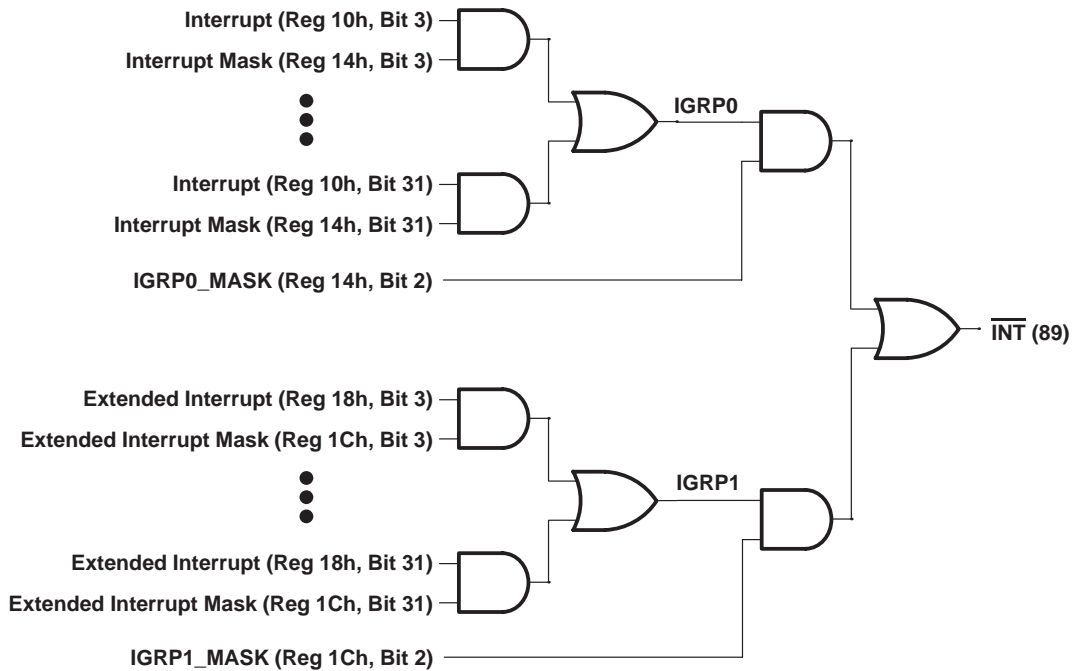 Interrupt (Reg 10h, Bit 3)
Interrupt Mask (Reg 14h, Bit 3)
IGRP0
Interrupt (Reg 10h, Bit 31)
Interrupt Mask (Reg 14h, Bit 31)
IGRP0_MASK (Reg 14h, Bit 2)
INT (89)
Extended Interrupt (Reg 18h, Bit 3)
Extended Interrupt Mask (Reg 1Ch, Bit 3)
IGRP1
Extended Interrupt (Reg 18h, Bit 31)
Extended Interrupt Mask (Reg 1Ch, Bit 31)
IGRP1_MASK (Reg 1Ch, Bit 2)